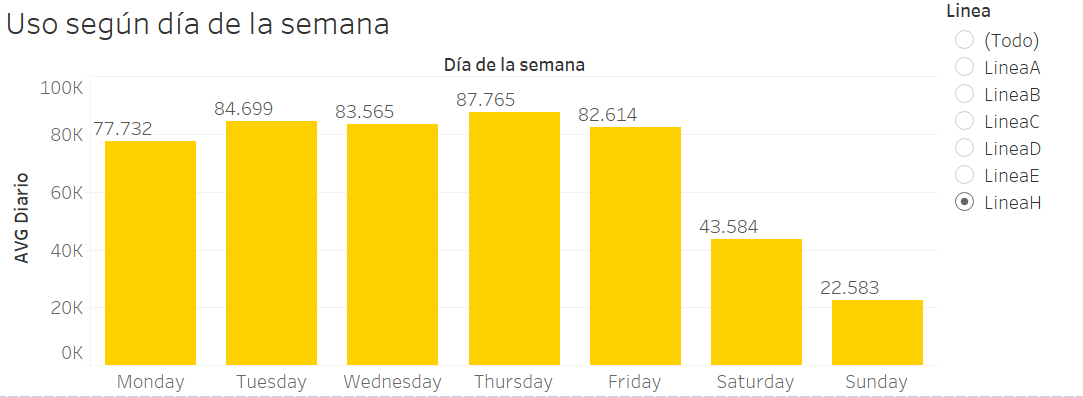 Uso según día de la semana
Día de la semana
AVG Diario
100K
80K
60K
40K
20K
0K
77.732
84.699
83.565
87.765
82.614
43.584
22.583
Monday Tuesday Wednesday Thursday Friday Saturday Sunday
Linea
(Todo)
LineaA
LineaB
LineaC
LineaD
LineaE
LineaH